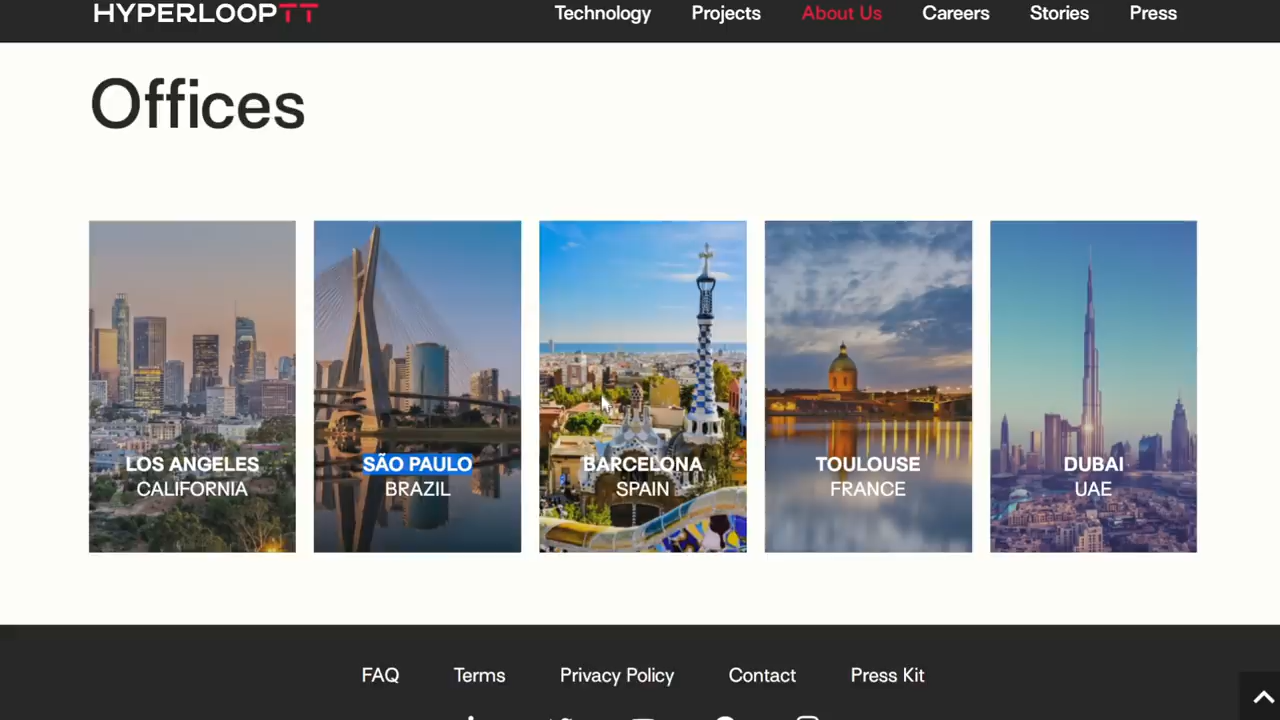 HYPERLOOPTT
Technology Projects About Us Careers Stories Press
Offices
LOS ANGELES
CALIFORNIA
SÃO PAULO
BRAZIL
BARCELONA
SPAIN
TOULOUSE
FRANCE
DUBAI
UAE
FAQ Terms Privacy Policy Contact Press Kit